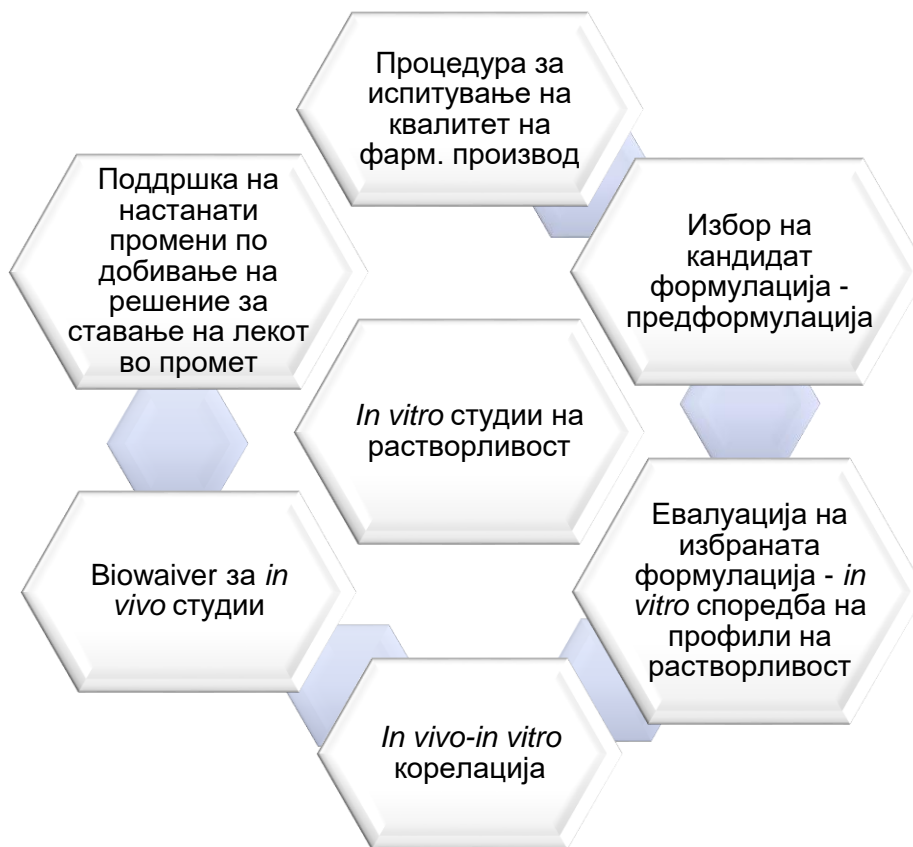 Процедура за
испитување на
квалитет на
фарм. производ
Поддршка на
настанати
промени по
добивање на
решение за
ставање на лекот
во промет
Избор на
кандидат
формулација -
предформулација
In vitro студии на
растворливост
Biowaiver за in
vivo студии
Евалуација на
избраната
формулација - in
vitro споредба на
профили на
растворливост
In vivo-in vitro
корелација